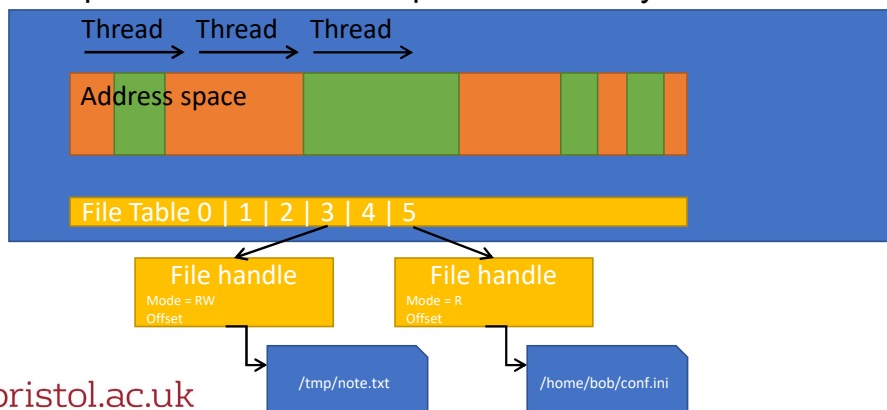 Thread Thread Thread
Address space
File Table 0 | 1 | 2 | 3 | 4 | 5
File handle File handle
Mode = RW Mode = R
Offset Offset
/tmp/note.txt /home/bob/conf.ini
bristol.ac.uk